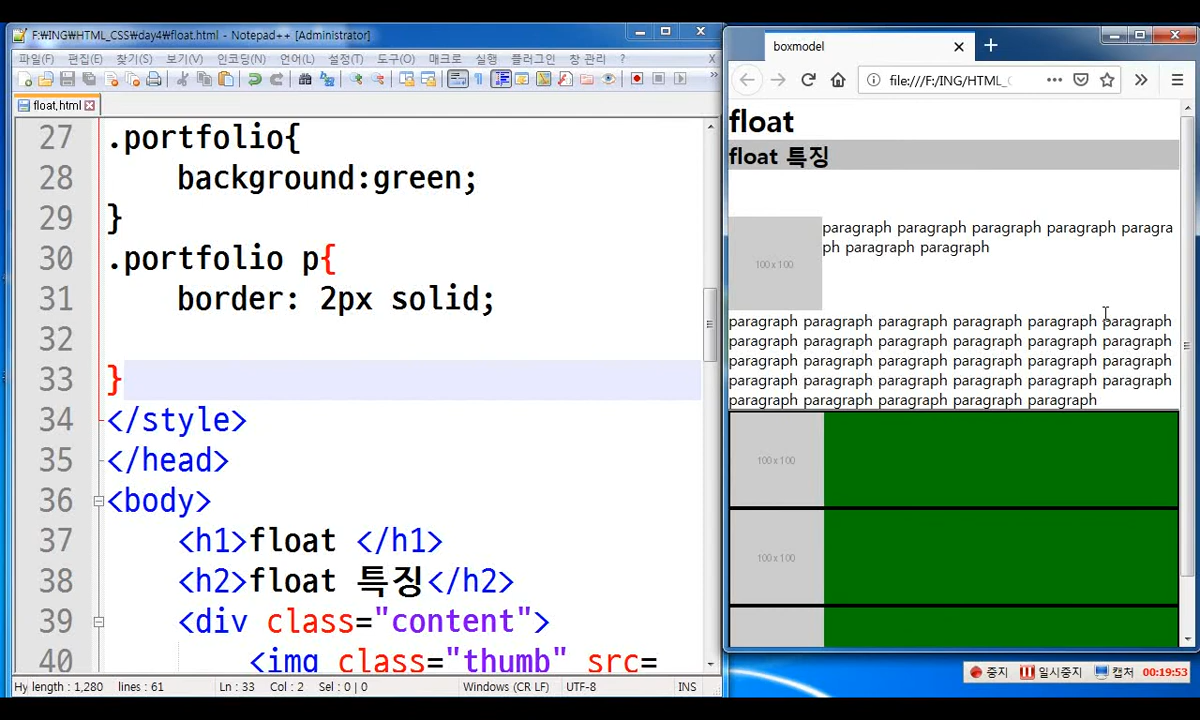 F:₩ING₩HTML_CSS₩day4₩float.html - Notepad++ [Administrator]
파일(F) 편집(E) 찾기(S) 보기(V) 인코딩(N) 언어(L) 설정(T) 도구(O) 매크로 실행 플러그인 창 관리 ? X
float,html
27 .portfolio{
28 background:green;
29 }
30 .portfolio p{
31 border: 2px solid;
32
33 }
34 </style>
35 </head>
36 <body>
37 <h1>float </h1>
38 <h2>float 특징</h2>
39 <div class="content">
40 <img class="thumb" src=
Hy length : 1,280 lines : 61 Ln : 33 Col : 2 Sel : 0 | 0 Windows (CR LF) UTF-8 INS
boxmodel
file:///F:/ING/HTML_
float
float 특징
100 x 100
paragraph paragraph paragraph paragraph paragra
ph paragraph paragraph
paragraph paragraph paragraph paragraph paragraph paragraph
paragraph paragraph paragraph paragraph paragraph paragraph
paragraph paragraph paragraph paragraph paragraph paragraph
paragraph paragraph paragraph paragraph paragraph paragraph
paragraph paragraph paragraph paragraph paragraph
100 x 100
100 x 100
중지 일시중지 캡처 00:19:53